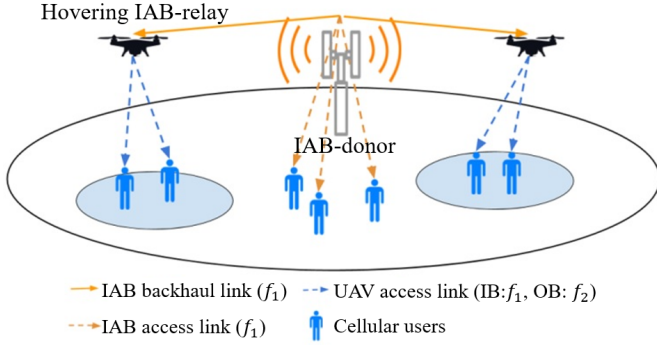 Hovering IAB-relay
IAB-donor
IAB backhaul link (f₁)
UAV access link (IB:f₁, OB: f₂)
IAB access link (f₁)
Cellular users